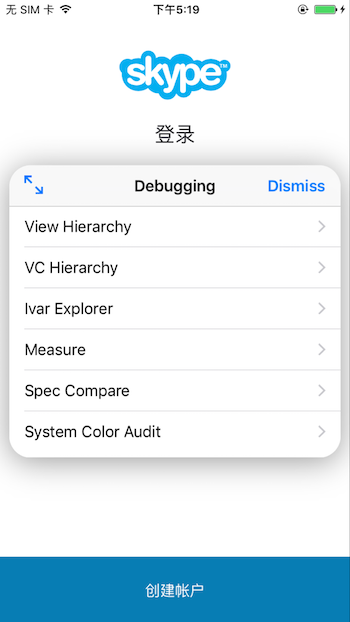 无 SIM 卡 下午5:19
skype™
登录
Debugging Dismiss
View Hierarchy
VC Hierarchy
Ivar Explorer
Measure
Spec Compare
System Color Audit
创建帐户